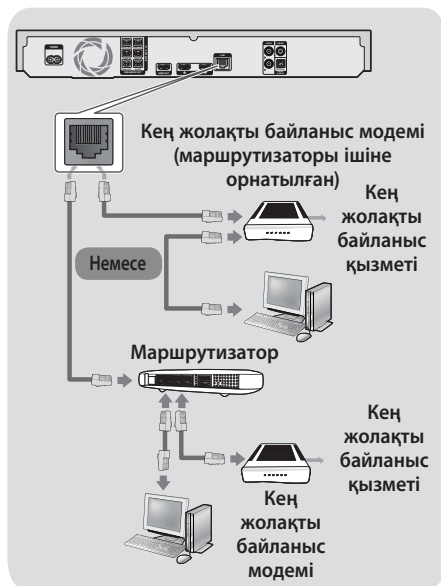 Кең жолақты байланыс модемі
(маршрутизаторы ішіне
орнатылған)
Кең
жолақты
байланыс
қызметі
Немесе
Маршрутизатор
Кең
жолақты
байланыс
қызметі
Кең
жолақты
байланыс
модемі